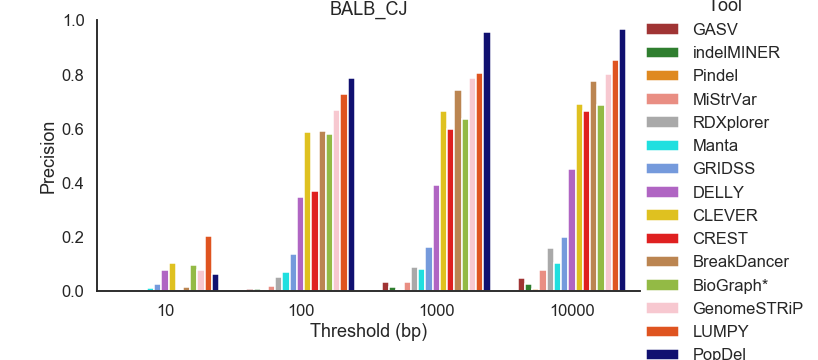 BALB_CJ
Tool
1.0
0.8
0.6
0.4
0.2
0.0
Precision
10
100
1000
10000
Threshold (bp)
GASV
indelMINER
Pindel
MiStrVar
RDXplorer
Manta
GRIDSS
DELLY
CLEVER
CREST
BreakDancer
BioGraph*
GenomeSTRiP
LUMPY
PopDel